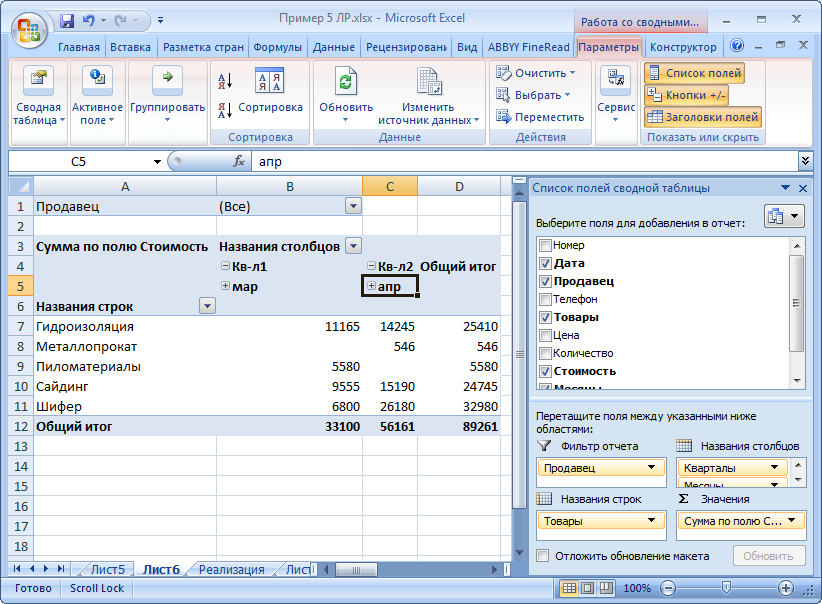 Пример 5 ЛР.xlsx - Microsoft Excel
Работа со сводными...
Главная Вставка Разметка стран Формулы Данные Рецензировани Вид ABBYY FineRead Параметры Конструктор
Сводная таблица
Активное поле
Группировать
Сортировка
Сортировка
Обновить
Изменить источник данных
Данные
Очистить
Выбрать
Переместить
Действия
Сервис
Список полей
Кнопки +/-
Заголовки полей
Показать или скрыть
C5 fx апр
A B C D
1 Продавец (Все)
2
3 Сумма по полю Стоимость Названия столбцов
4 Кв-л1 Кв-л2 Общий итог
5 мар апр
6 Названия строк
7 Гидроизоляция 11165 14245 25410
8 Металлопрокат 546 546
9 Пиломатериалы 5580 5580
10 Сайдинг 9555 15190 24745
11 Шифер 6800 26180 32980
12 Общий итог 33100 56161 89261
13
14
15
16
17
18
Список полей сводной таблицы
Выберите поля для добавления в отчет:
Номер
Дата
Продавец
Телефон
Товары
Цена
Количество
Стоимость
Месяцы
Перетащите поля между указанными ниже
областями:
Фильтр отчета Названия столбцов
Продавец Кварталы
Месяцы
Названия строк Σ Значения
Товары Сумма по полю С...
Отложить обновление макета Обновить
Лист5 Лист6 Реализация Лист
Готово Scroll Lock 100%